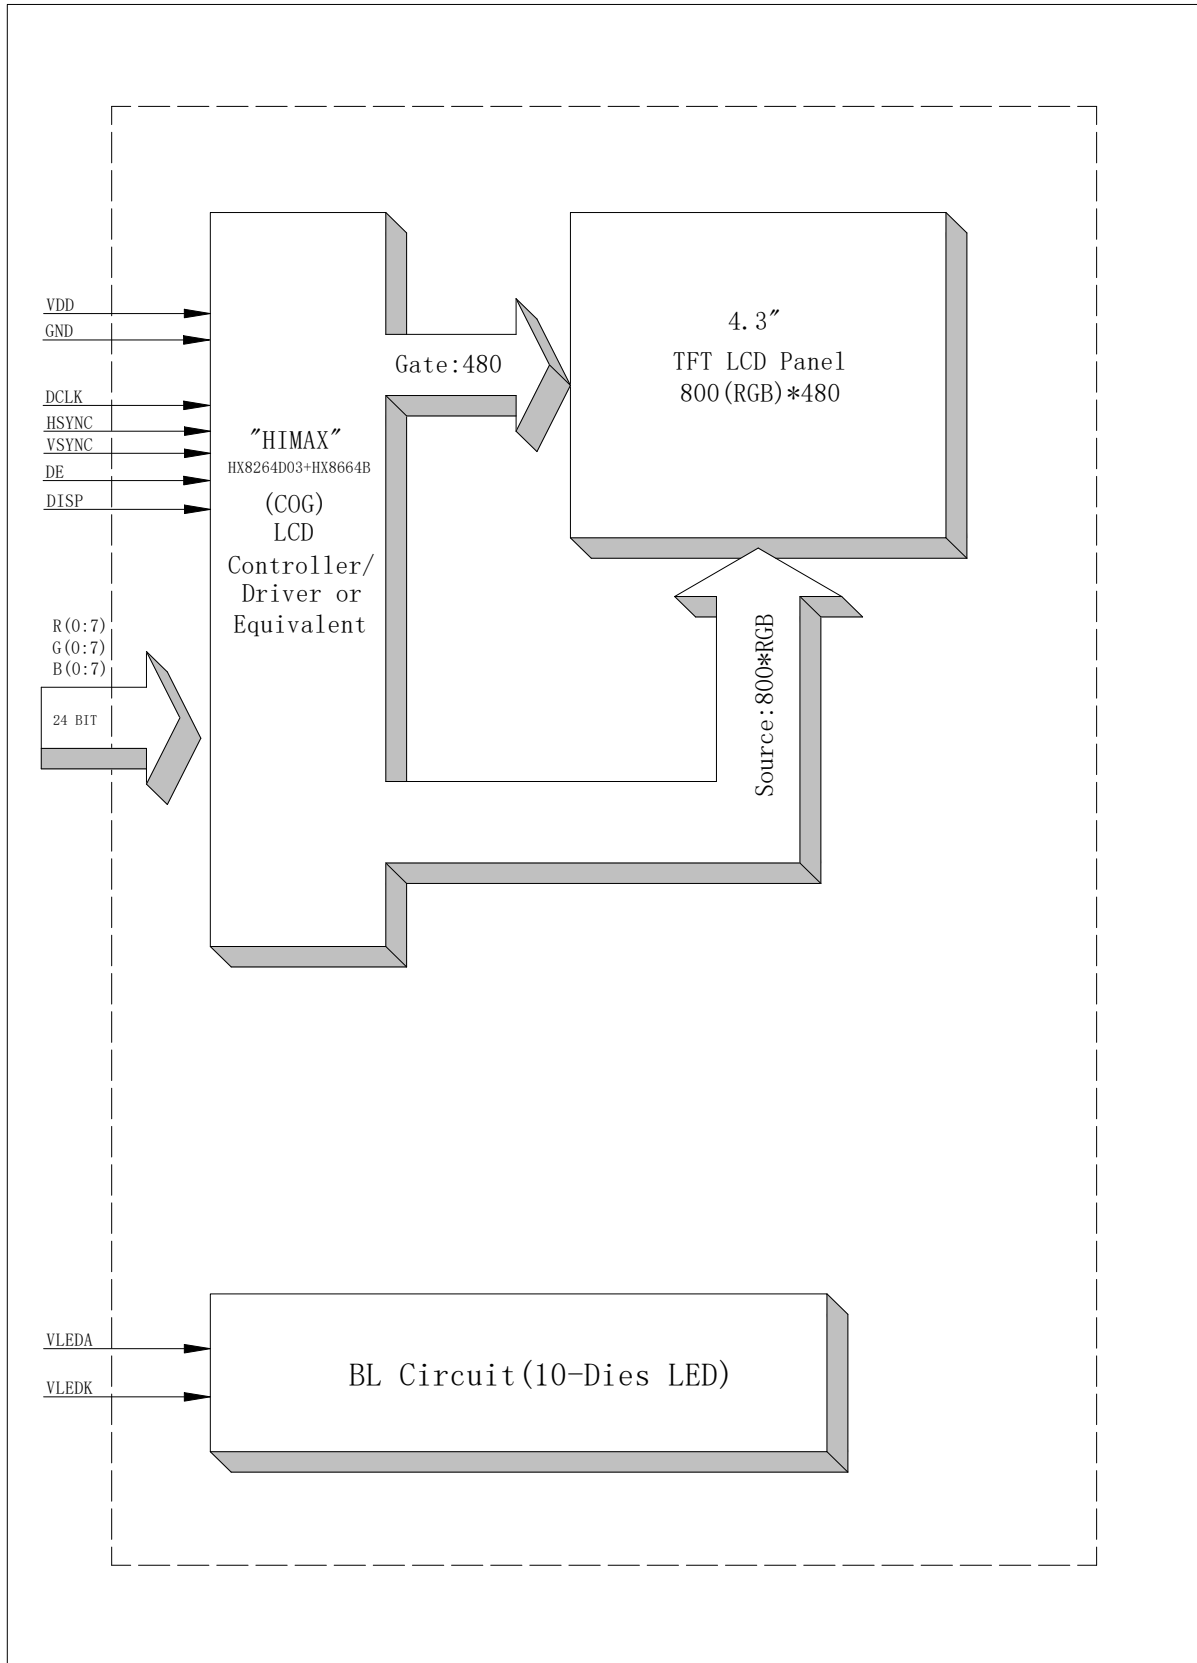 VDD
GND
DCLK
HSYNC
VSYNC
DE
DISP
R(0:7)
G(0:7)
B(0:7)
24 BIT
"HIMAX"
HX8264D03+HX8664B
(COG)
LCD
Controller/
Driver or
Equivalent
Gate:480
4.3"
TFT LCD Panel
800(RGB)*480
Source:800*RGB
VLEDA
VLEDK
BL Circuit(10-Dies LED)